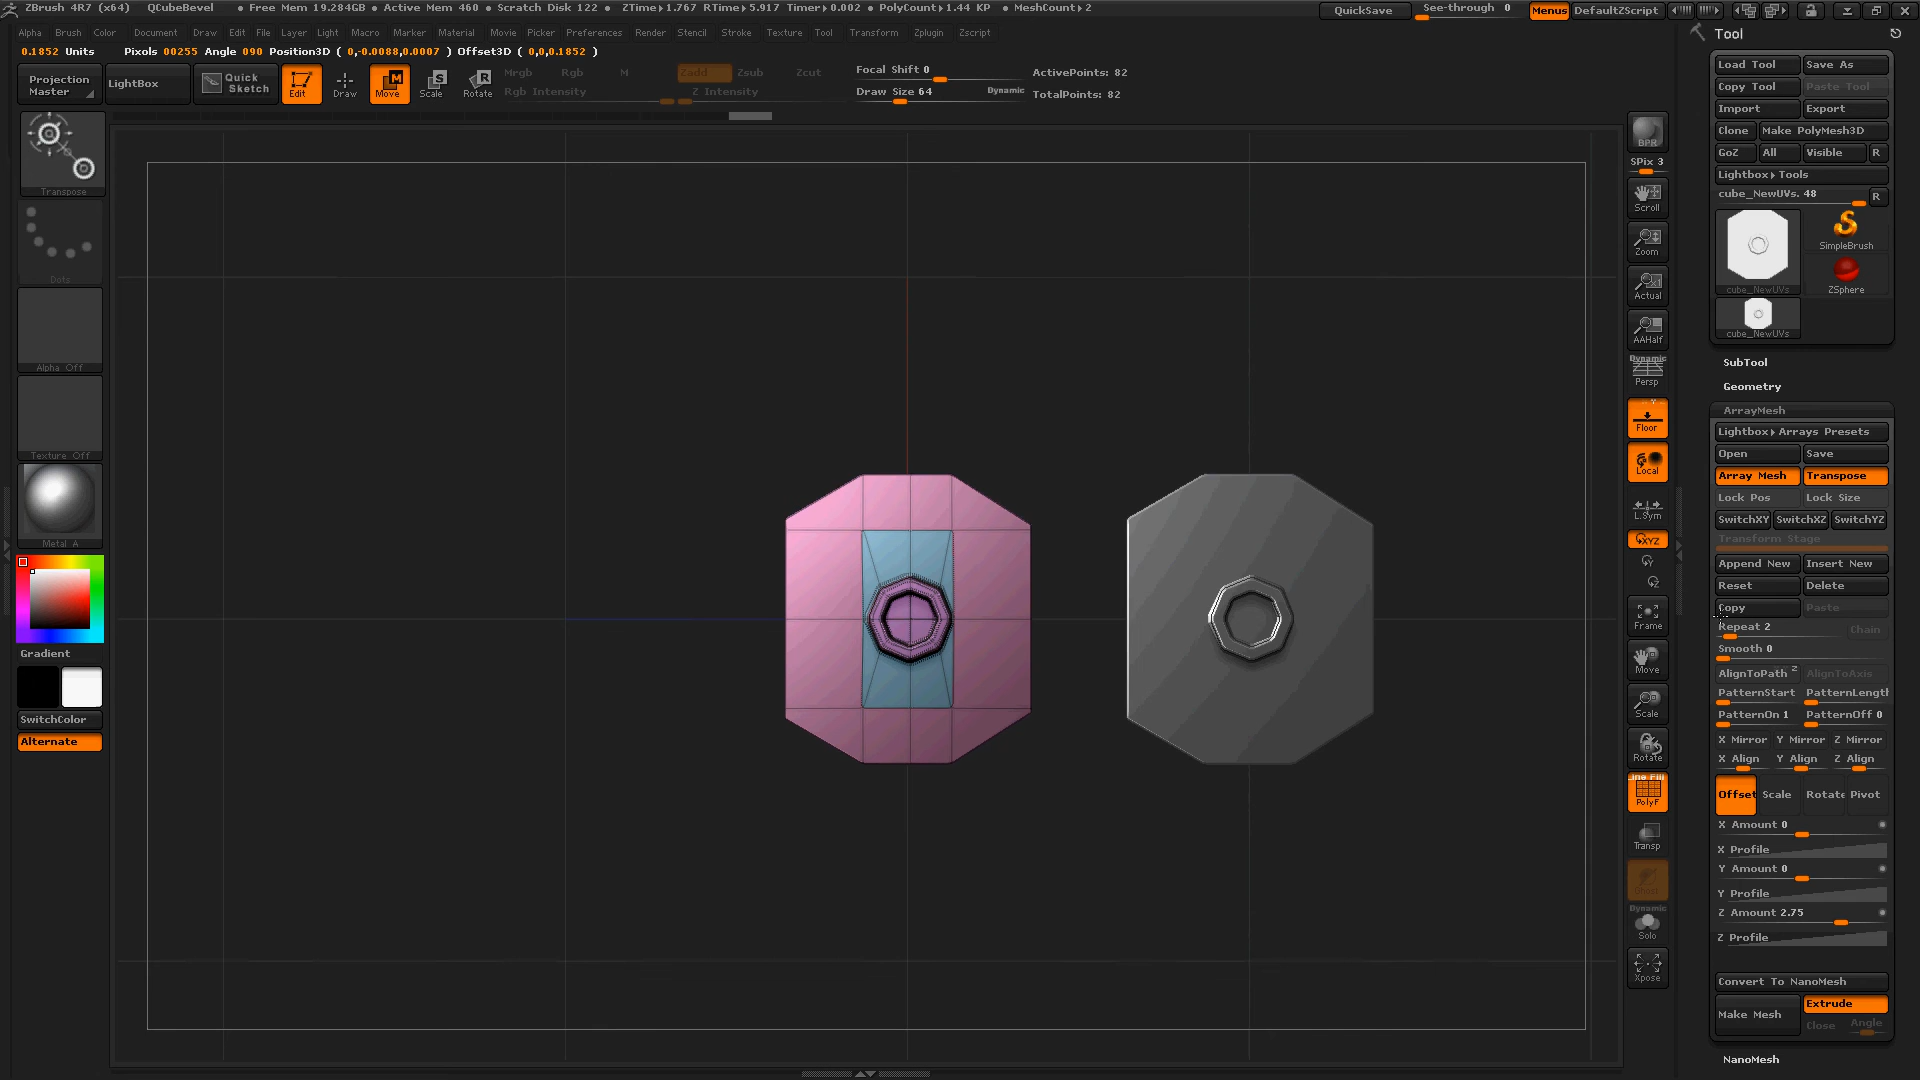 ZBrush 4R7 (x64) QCubeBevel • Free Mem 19.284GB • Active Mem 460 • Scratch Disk 122 • ZTime▸1.767 RTime▸5.917 Timer▸0.002 • PolyCount▸1.44 KP • MeshCount▸2 QuickSave See-through 0 Menus DefaultZScript
Alpha Brush Color Document Draw Edit File Layer Light Macro Marker Material Movie Picker Preferences Render Stencil Stroke Texture Tool Transform Zplugin Zscript
0.1852 Units Pixols 00255 Angle 090 Position3D ( 0,-0.0088,0.0007 ) Offset3D ( 0,0,0.1852 )
Projection Master
LightBox
Quick Sketch
Edit
Draw
Move
Scale
Rotate
Mrgb Rgb M
Rgb Intensity
Zadd Zsub Zcut
Z Intensity
Focal Shift 0
Draw Size 64 Dynamic
ActivePoints: 82
TotalPoints: 82
Transpose
Dots
Alpha Off
Texture Off
Metal A
Gradient
SwitchColor
Alternate
BPR
SPix 3
Scroll
Zoom
Actual
AAHalf
Dynamic
Persp
Floor
Local
L.Sym
XYZ
Y
Z
Frame
Move
Scale
Rotate
Line Fill
PolyF
Transp
Ghost
Dynamic
Solo
Xpose
Tool
Load Tool Save As
Copy Tool Paste Tool
Import Export
Clone Make PolyMesh3D
GoZ All Visible R
Lightbox▸Tools
cube_NewUVs. 48 R
cube_NewUVs
SimpleBrush
ZSphere
cube_NewUVs
SubTool
Geometry
ArrayMesh
Lightbox▸Arrays Presets
Open Save
Array Mesh Transpose
Lock Pos Lock Size
SwitchXY SwitchXZ SwitchYZ
Transform Stage
Append New Insert New
Reset Delete
Copy Paste
Repeat 2 Chain
Smooth 0
AlignToPath z AlignToAxis
PatternStart PatternLength
PatternOn 1 PatternOff 0
X Mirror Y Mirror Z Mirror
X Align Y Align Z Align
Offset Scale Rotate Pivot
X Amount 0
X Profile
Y Amount 0
Y Profile
Z Amount 2.75
Z Profile
Convert To NanoMesh
Make Mesh Extrude
Close Angle
NanoMesh